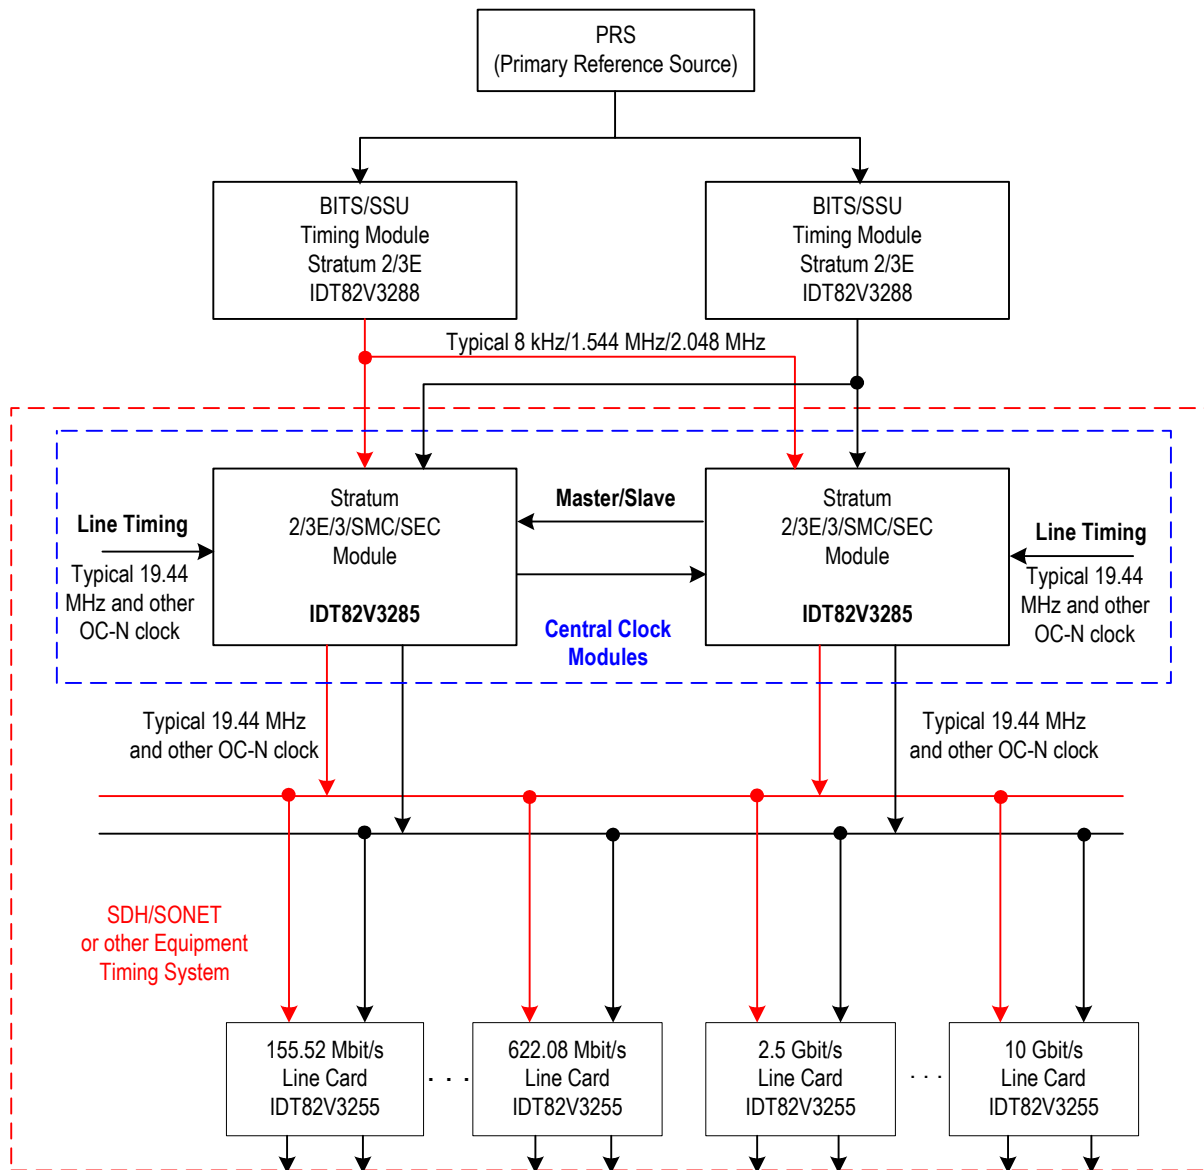 PRS
(Primary Reference Source)
BITS/SSU
Timing Module
Stratum 2/3E
IDT82V3288
BITS/SSU
Timing Module
Stratum 2/3E
IDT82V3288
Typical 8 kHz/1.544 MHz/2.048 MHz
Line Timing
Typical 19.44
MHz and other
OC-N clock
Stratum
2/3E/3/SMC/SEC
Module
IDT82V3285
Master/Slave
Central Clock
Modules
Stratum
2/3E/3/SMC/SEC
Module
IDT82V3285
Line Timing
Typical 19.44
MHz and other
OC-N clock
Typical 19.44 MHz
and other OC-N clock
Typical 19.44 MHz
and other OC-N clock
SDH/SONET
or other Equipment
Timing System
155.52 Mbit/s
Line Card
IDT82V3255
. . .
622.08 Mbit/s
Line Card
IDT82V3255
2.5 Gbit/s
Line Card
IDT82V3255
. . .
10 Gbit/s
Line Card
IDT82V3255